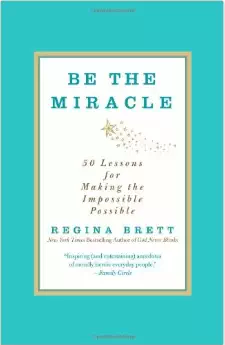 BE THE
MIRACLE
50 Lessons
for
Making the
Impossible
Possible
REGINA BRETT
New York Times Bestselling Author of God Never Blinks
"Inspiring [and entertaining] anecdotes
of mostly heroic everyday people."
—Family Circle